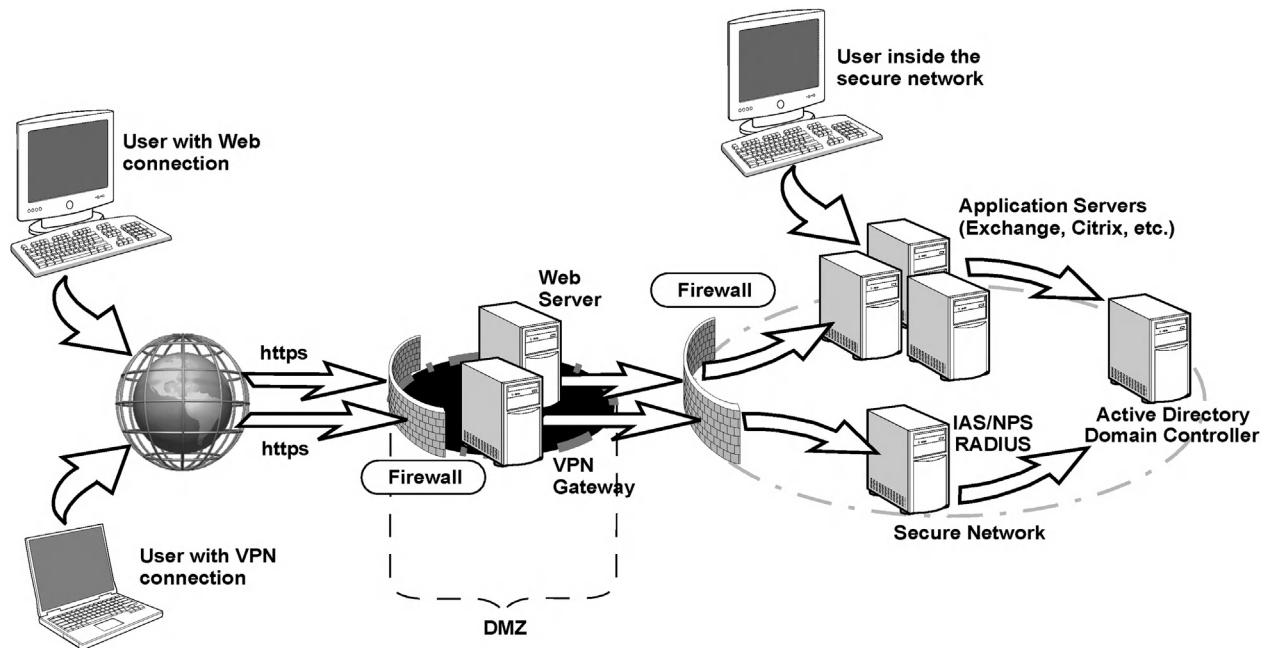 User inside the
secure network
User with Web
connection
Application Servers
(Exchange, Citrix, etc.)
Web
Server
Firewall
https
https
IAS/NPS
RADIUS
Active Directory
Domain Controller
Firewall
VPN
Gateway
Secure Network
User with VPN
connection
DMZ